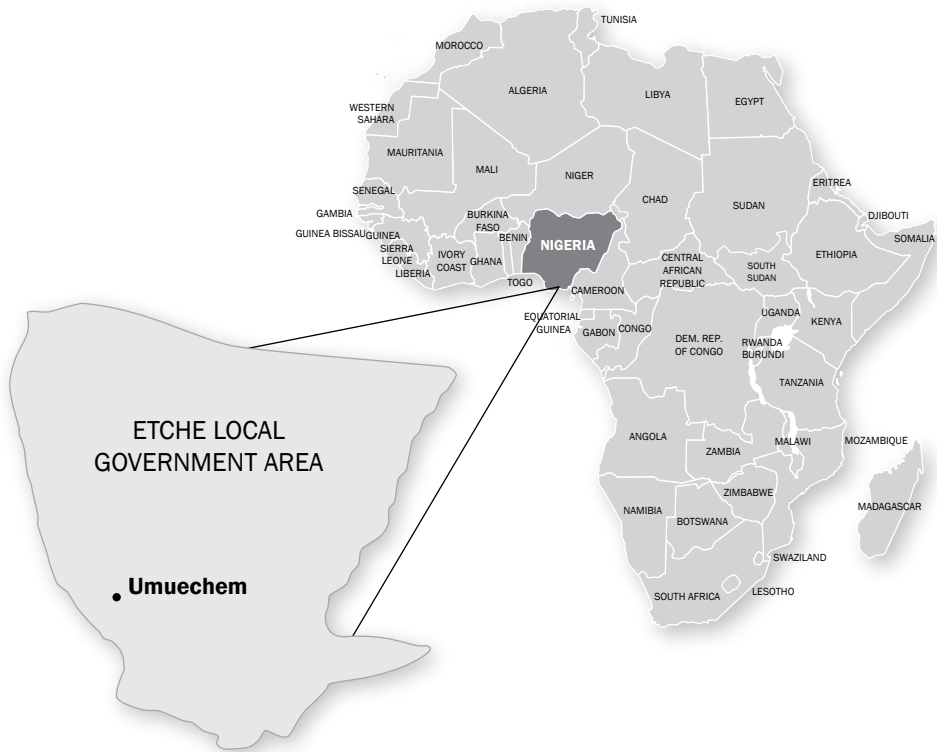 TUNISIA
MOROCCO
ALGERIA
LIBYA
EGYPT
WESTERN
SAHARA
MAURITANIA
MALI
NIGER
CHAD
SUDAN
ERITREA
SENEGAL
GAMBIA
BURKINA
FASO
DJIBOUTI
GUINEA BISSAU
GUINEA
BENIN
NIGERIA
SOMALIA
SIERRA
LEONE
IVORY
COAST
GHANA
CENTRAL
AFRICAN
REPUBLIC
SOUTH
SUDAN
ETHIOPIA
LIBERIA
TOGO
CAMEROON
EQUATORIAL
GUINEA
GABON
CONGO
DEM. REP.
OF CONGO
UGANDA
KENYA
RWANDA
BURUNDI
TANZANIA
ANGOLA
ZAMBIA
MALAWI
MOZAMBIQUE
ZIMBABWE
NAMIBIA
BOTSWANA
MADAGASCAR
SWAZILAND
SOUTH AFRICA
LESOTHO
ETCHE LOCAL
GOVERNMENT AREA
Umuechem